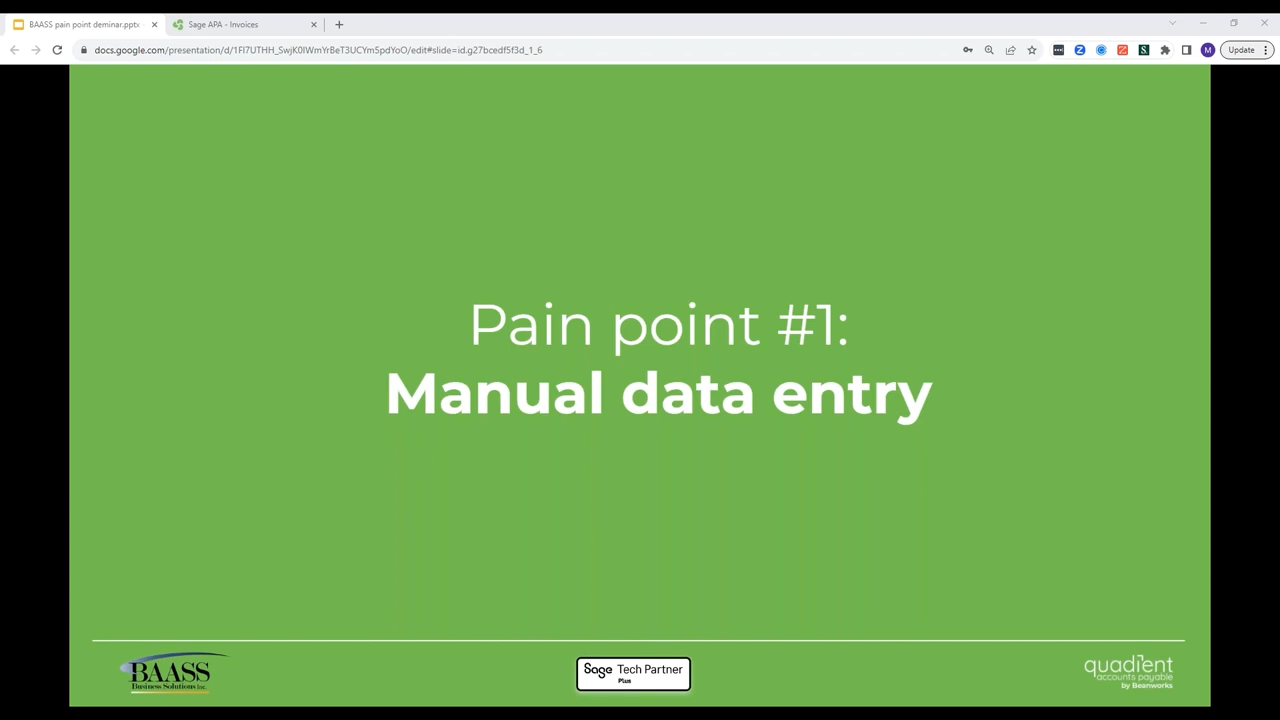 BAASS pain point deminar.pptx
Sage APA - Invoices
docs.google.com/presentation/d/1Fl7UTHH_SwjK0IWmYrBeT3UCYm5pdYoO/edit#slide=id.g27bcedf5f3d_1_6
M
Update
Pain point #1:
Manual data entry
BAASS
Business Solutions Inc.
Sage Tech Partner
Plus
quadient
accounts payable
by Beanworks